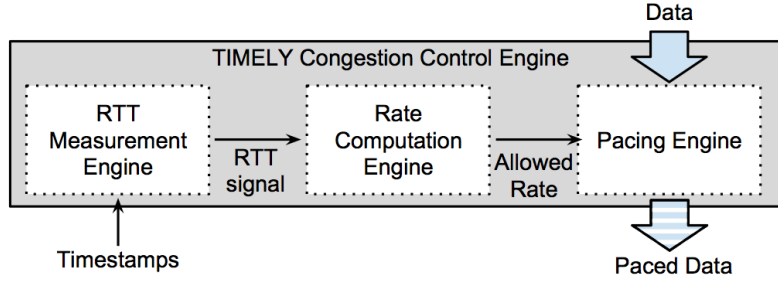 Data
TIMELY Congestion Control Engine
RTT
Measurement
Engine
RTT
signal
Rate
Computation
Engine
Allowed
Rate
Pacing Engine
Timestamps
Paced Data